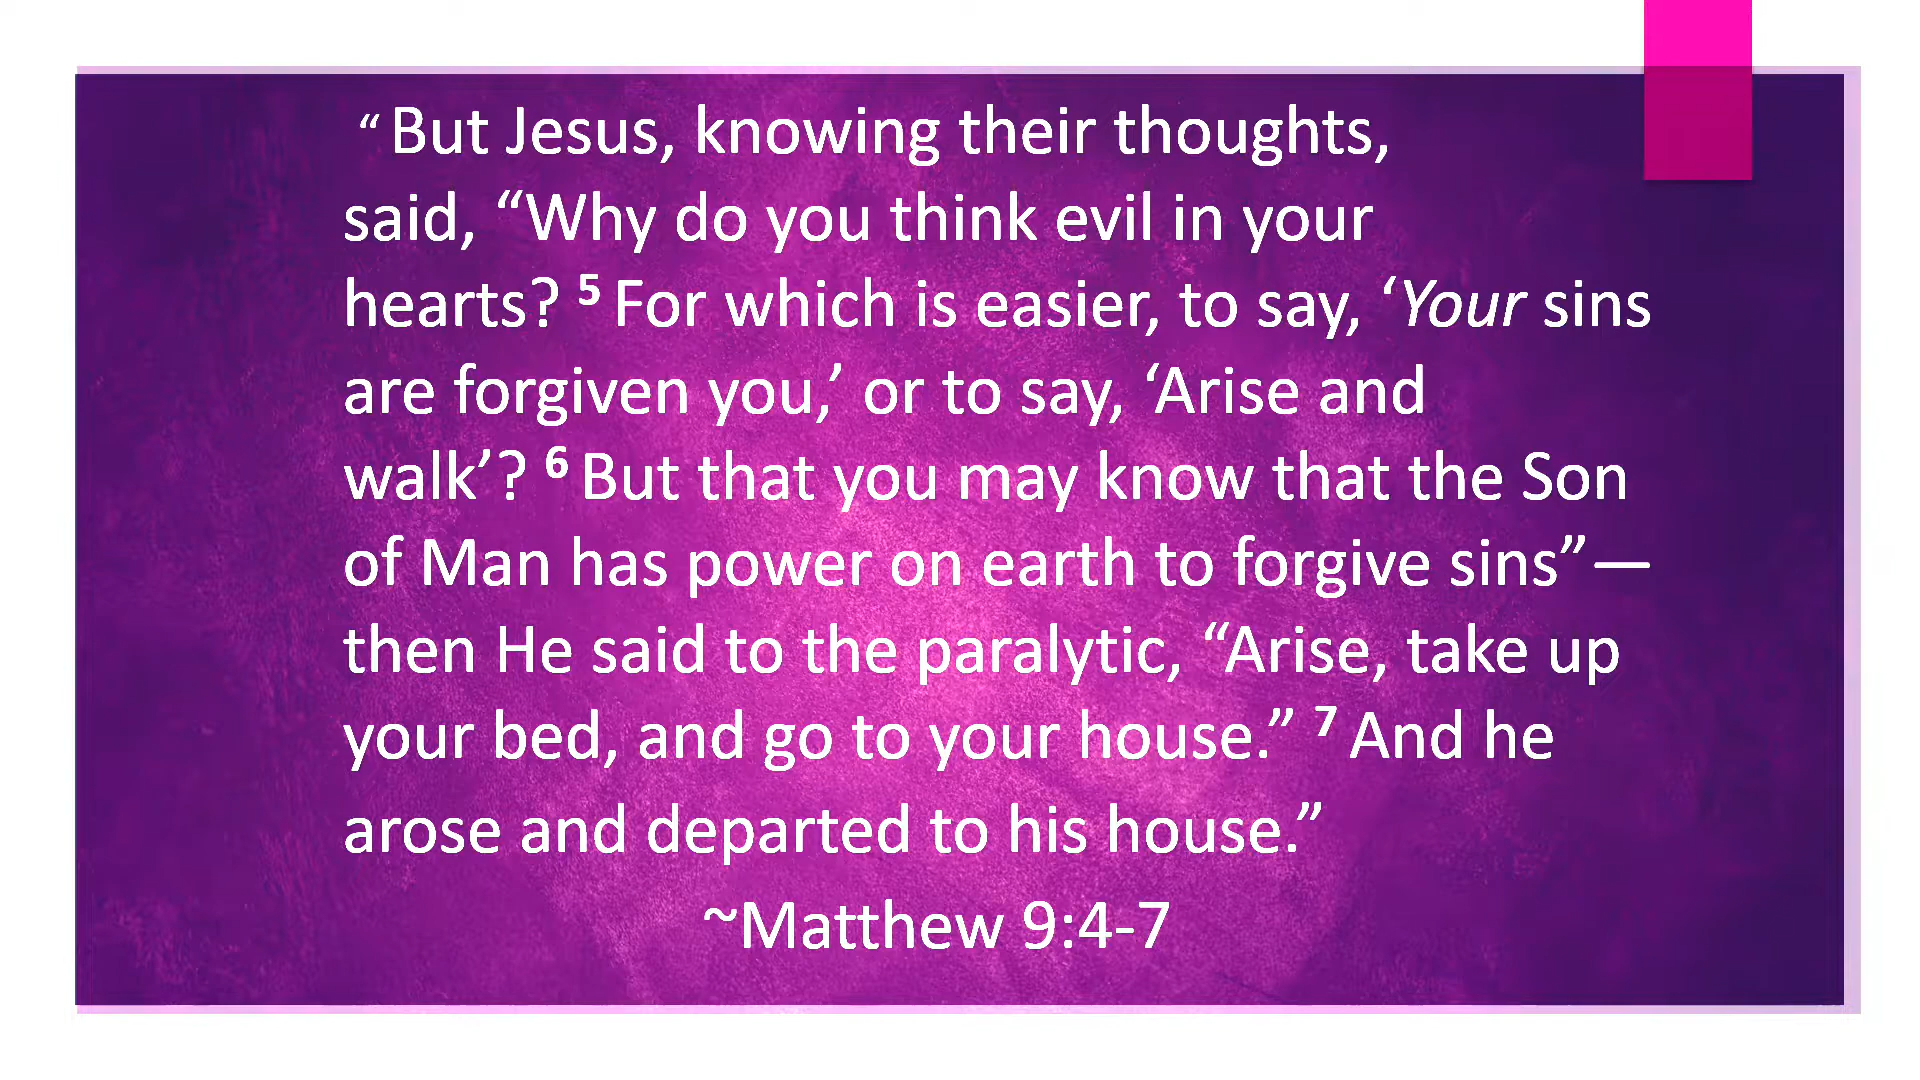 “ But Jesus, knowing their thoughts,
said, “Why do you think evil in your
hearts? 5 For which is easier, to say, ‘Your sins
are forgiven you,’ or to say, ‘Arise and
walk’? 6 But that you may know that the Son
of Man has power on earth to forgive sins”—
then He said to the paralytic, “Arise, take up
your bed, and go to your house.” 7 And he
arose and departed to his house.”
~Matthew 9:4-7